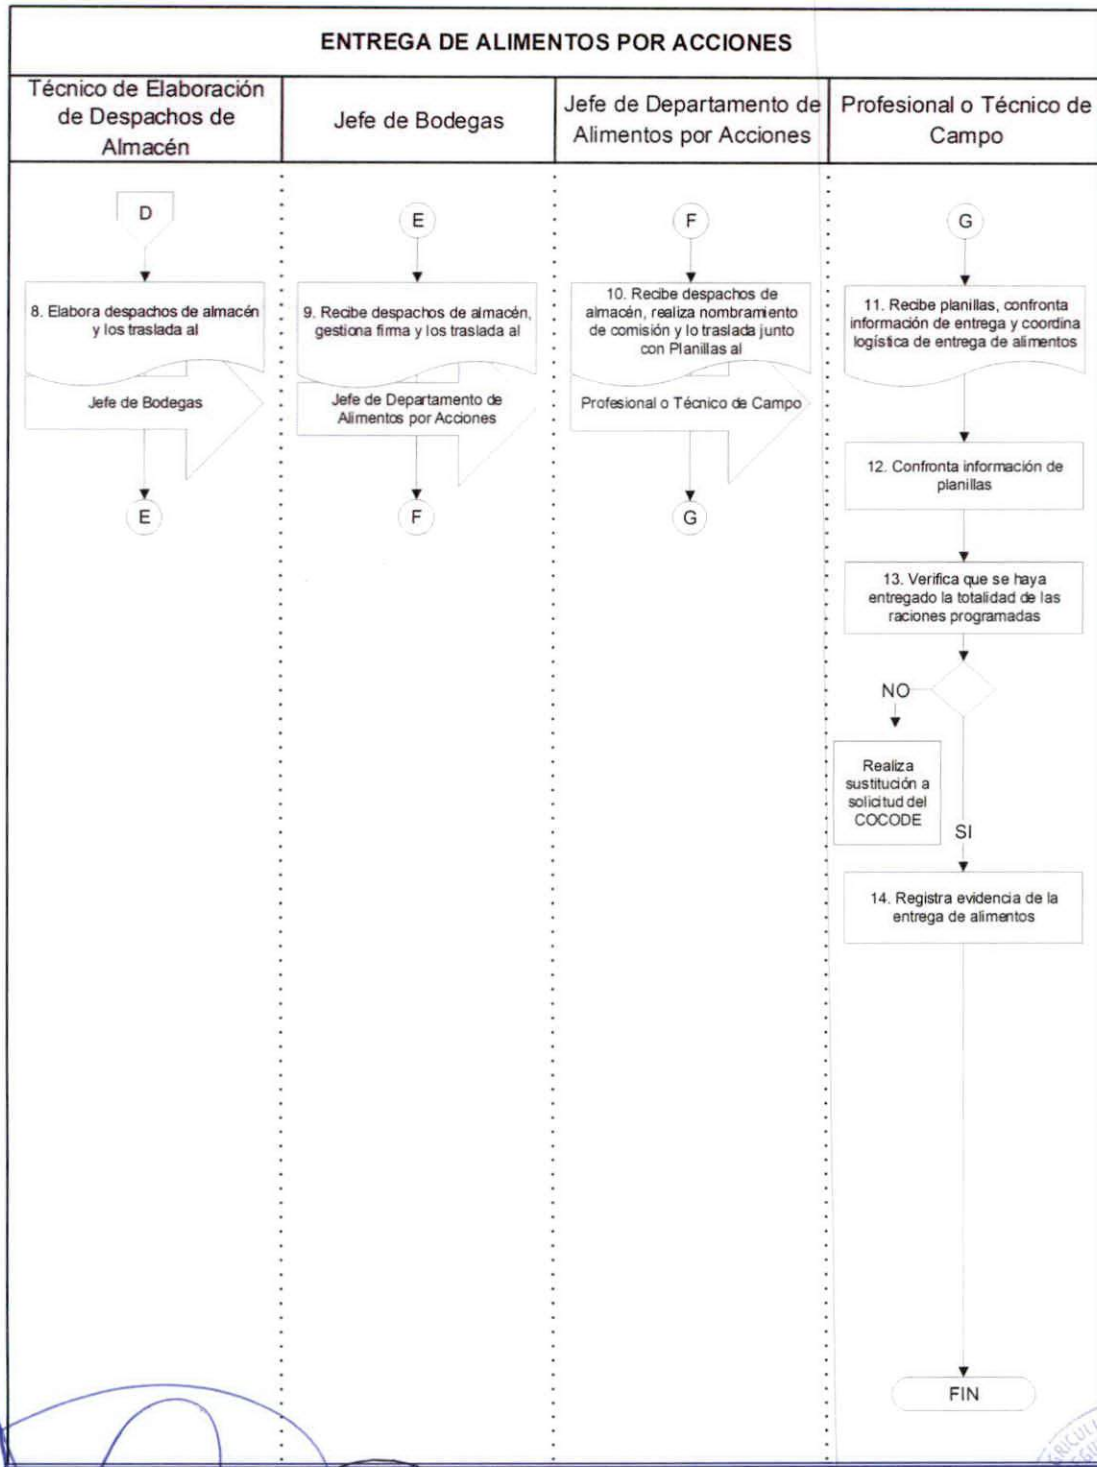 ENTREGA DE ALIMENTOS POR ACCIONES
Técnico de Elaboración
de Despachos de
Almacén
Jefe de Bodegas
Jefe de Departamento de
Alimentos por Acciones
Profesional o Técnico de
Campo
D
8. Elabora despachos de almacén
y los traslada al
Jefe de Bodegas
E
E
9. Recibe despachos de almacén,
gestiona firma y los traslada al
Jefe de Departamento de
Alimentos por Acciones
F
F
10. Recibe despachos de
almacén, realiza nombramiento
de comisión y lo traslada junto
con Planillas al
Profesional o Técnico de Campo
G
G
11. Recibe planillas, confronta
información de entrega y coordina
logística de entrega de alimentos
12. Confronta información de
planillas
13. Verifica que se haya
entregado la totalidad de las
raciones programadas
NO
Realiza
sustitución a
solicitud del
COCODE
SI
14. Registra evidencia de la
entrega de alimentos
FIN